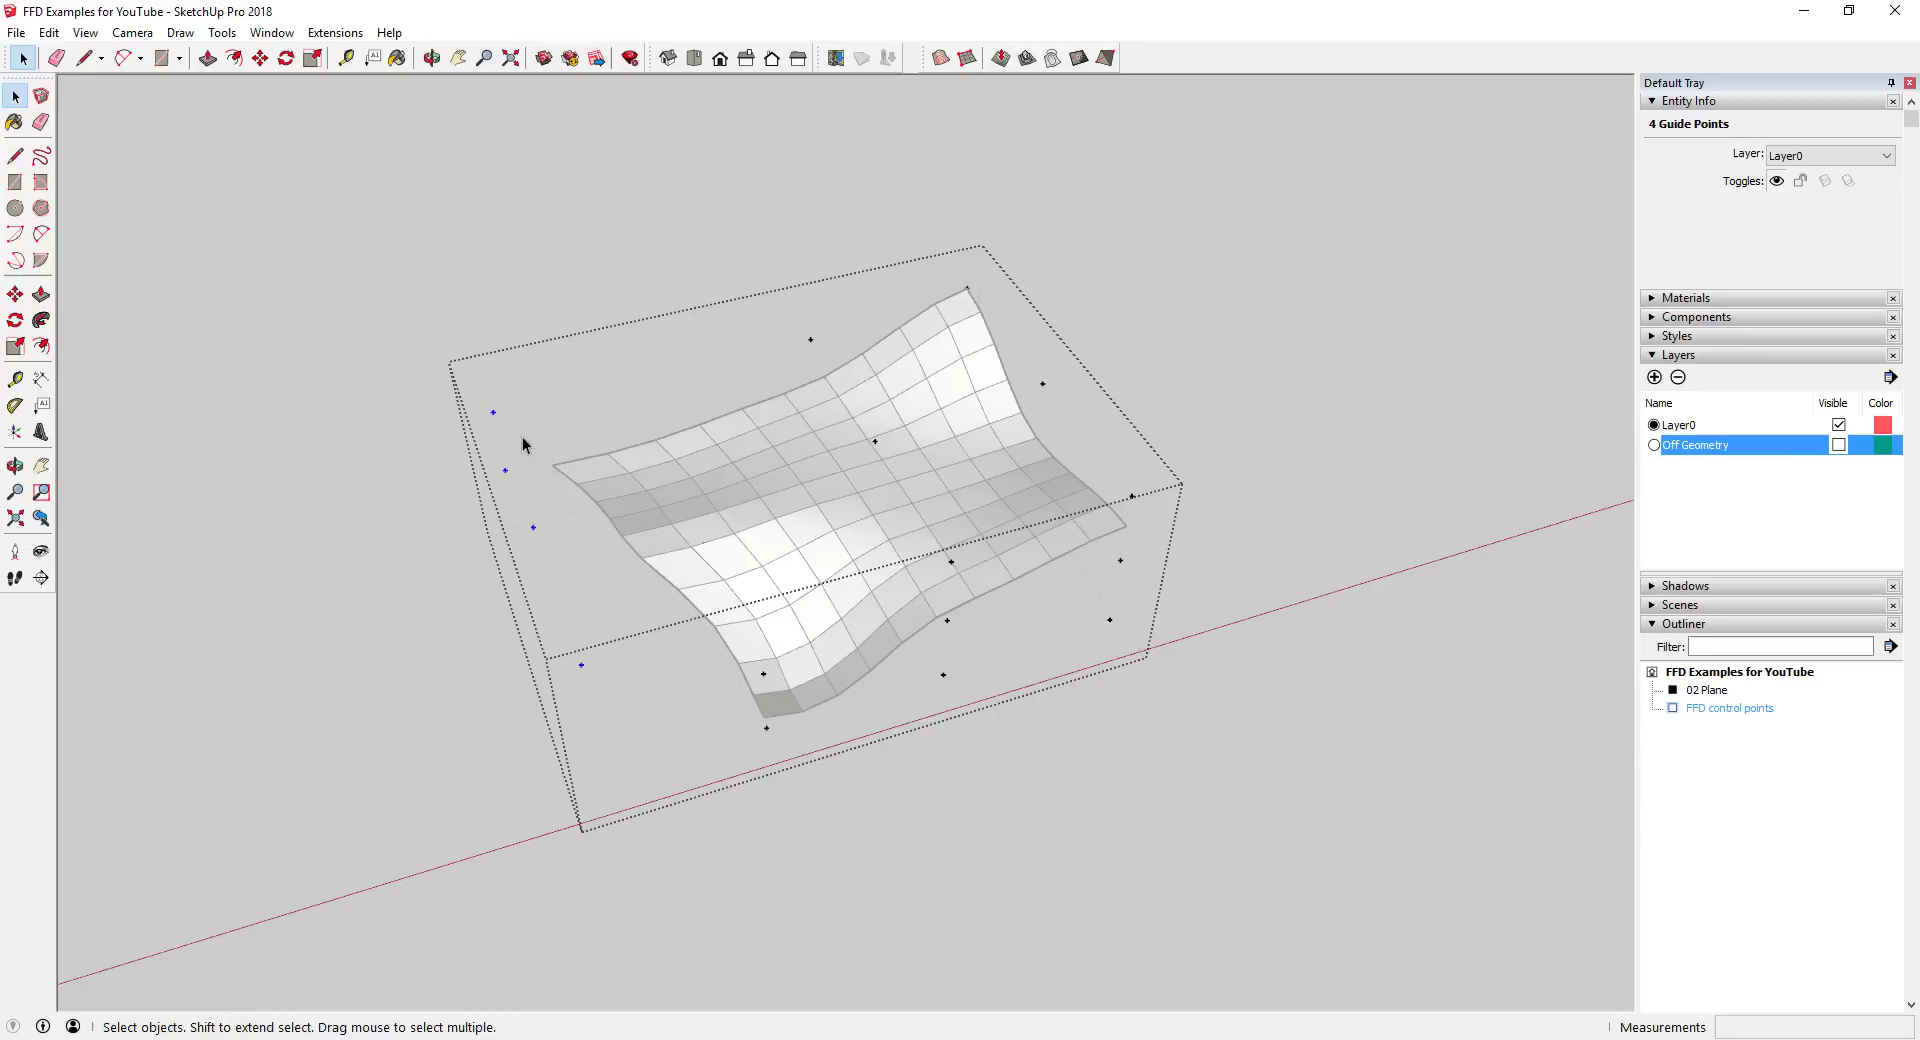 FFD Examples for YouTube - SketchUp Pro 2018
File Edit View Camera Draw Tools Window Extensions Help
Default Tray
Entity Info
4 Guide Points
Layer: Layer0
Toggles:
Materials
Components
Styles
Layers
Name Visible Color
Layer0
Off Geometry
Shadows
Scenes
Outliner
Filter:
FFD Examples for YouTube
02 Plane
FFD control points
Select objects. Shift to extend select. Drag mouse to select multiple.
Measurements